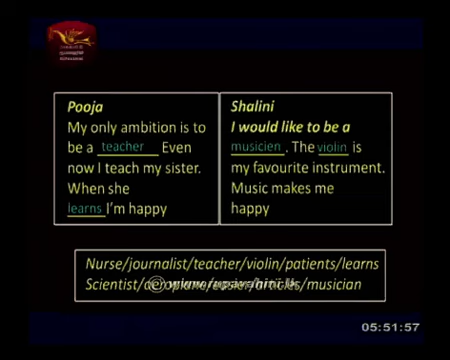 Pooja
My only ambition is to
be a teacher Even
now I teach my sister.
When she
learns I'm happy
Shalini
I would like to be a
musicien . The violin is
my favourite instrument.
Music makes me
happy
Nurse/journalist/teacher/violin/patients/learns
Scientist/aeroplane/easier/articles/musician
05:51:57